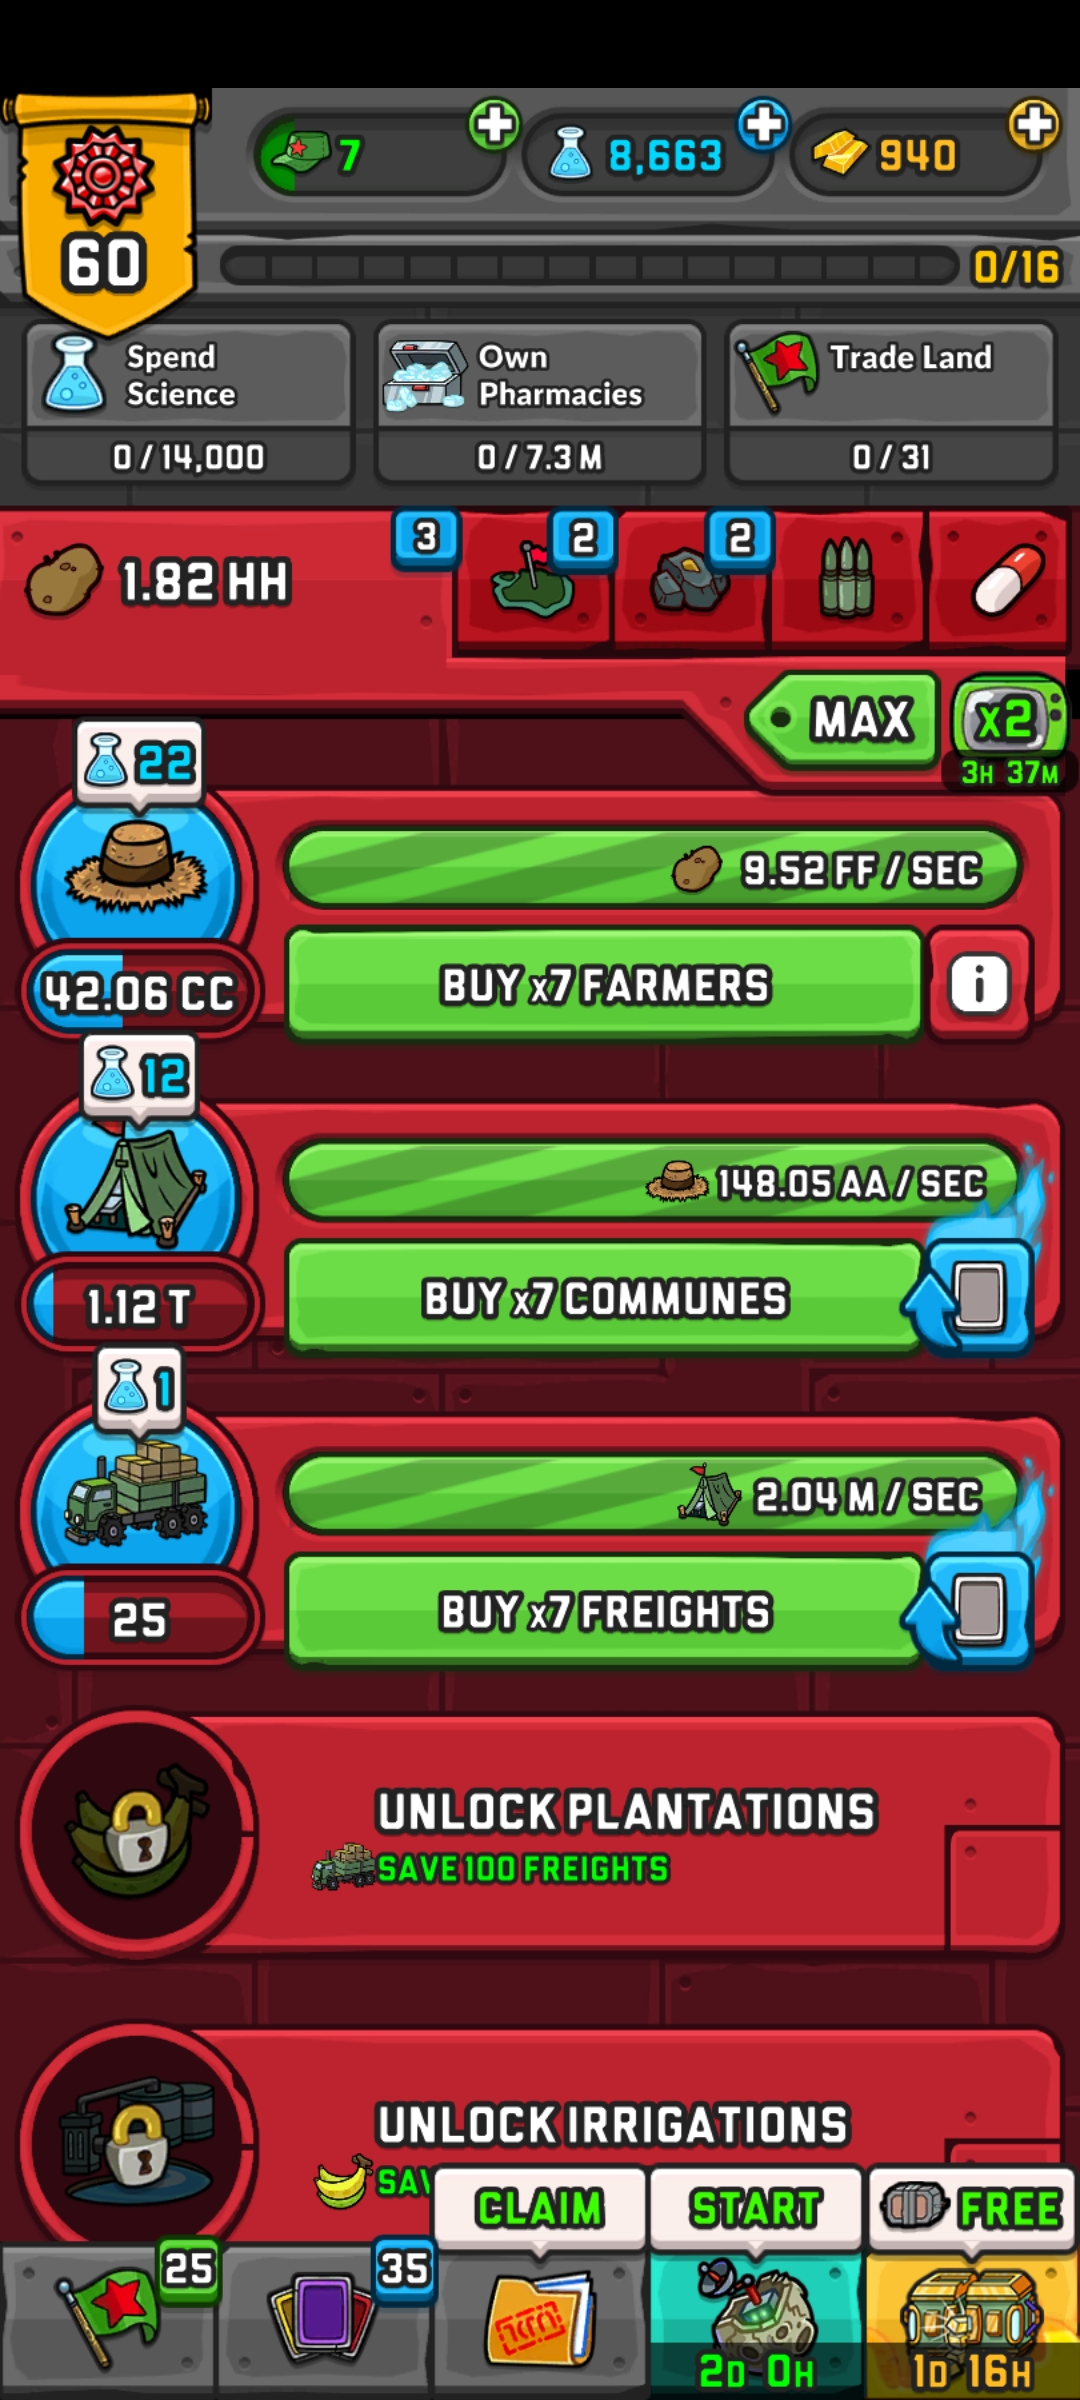 7
8,663
940
60
0/16
Spend
Science
0/14,000
Own
Pharmacies
0/7.3 M
Trade Land
0/31
1.82 HH
3
2
2
MAX
x2
3H 37M
22
9.52 FF / SEC
42.06 CC
BUY x7 FARMERS
i
12
148.05 AA / SEC
1.12 T
BUY x7 COMMUNES
1
2.04 M / SEC
25
BUY x7 FREIGHTS
UNLOCK PLANTATIONS
SAVE 100 FREIGHTS
UNLOCK IRRIGATIONS
SAV
CLAIM
START
FREE
25
35
2D 0H
1D 16H